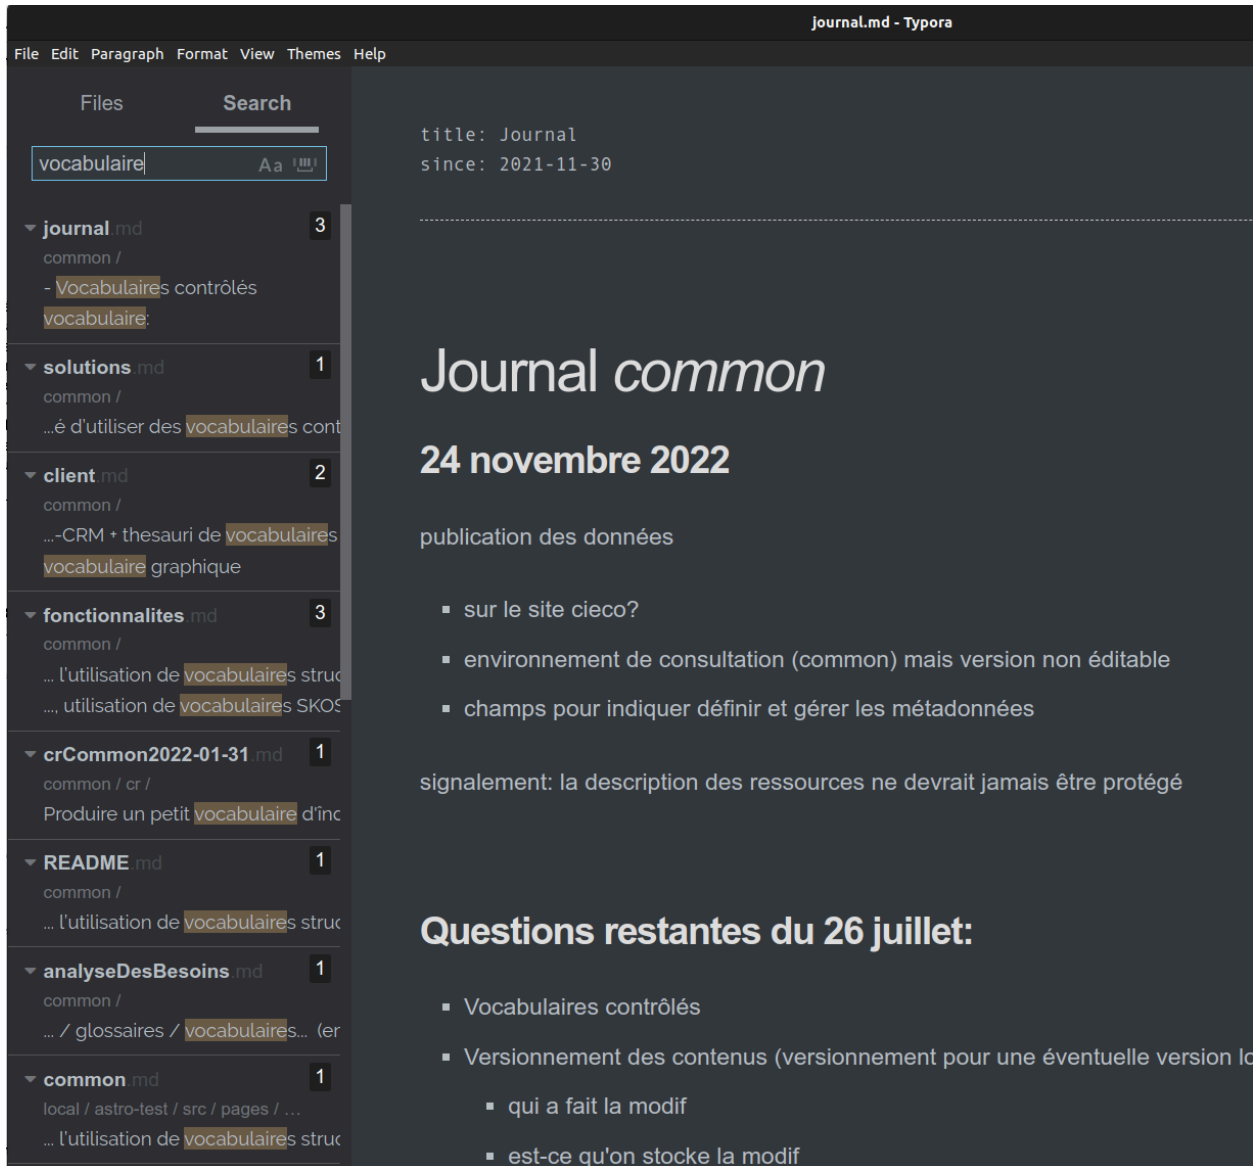 journal.md - Typora
File Edit Paragraph Format View Themes Help
Files Search
vocabulaire Aa
journal.md 3
common /
- Vocabulaires contrôlés
vocabulaire:
solutions.md 1
common /
...é d'utiliser des vocabulaires cont
client.md 2
common /
...-CRM + thesauri de vocabulaires
vocabulaire graphique
fonctionnalites.md 3
common /
... l'utilisation de vocabulaires struc
..., utilisation de vocabulaires SKOS
crCommon2022-01-31.md 1
common / cr /
Produire un petit vocabulaire d'inc
README.md 1
common /
... l'utilisation de vocabulaires struc
analyseDesBesoins.md 1
common /
... / glossaires / vocabulaires... (er
common.md 1
local / astro-test / src / pages / ...
... l'utilisation de vocabulaires struc
title: Journal
since: 2021-11-30
Journal common
24 novembre 2022
publication des données
▪ sur le site cieco?
▪ environnement de consultation (common) mais version non éditable
▪ champs pour indiquer définir et gérer les métadonnées
signalement: la description des ressources ne devrait jamais être protégé
Questions restantes du 26 juillet:
▪ Vocabulaires contrôlés
▪ Versionnement des contenus (versionnement pour une éventuelle version lo
▪ qui a fait la modif
▪ est-ce qu'on stocke la modif